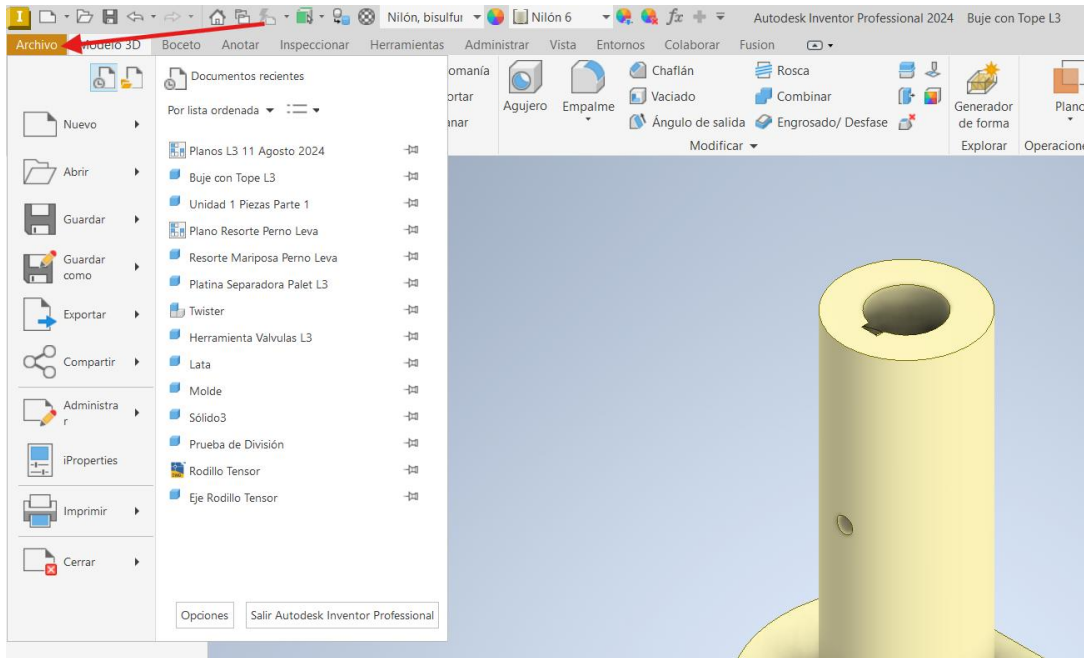 Nilón, bisulfu
Nilón 6
fx
Autodesk Inventor Professional 2024 Buje con Tope L3
Archivo Modelo 3D Boceto Anotar Inspeccionar Herramientas Administrar Vista Entornos Colaborar Fusion
Documentos recientes
Por lista ordenada
Nuevo
Abrir
Guardar
Guardar
como
Exportar
Compartir
Administra
r
iProperties
Imprimir
Cerrar
Planos L3 11 Agosto 2024
Buje con Tope L3
Unidad 1 Piezas Parte 1
Plano Resorte Perno Leva
Resorte Mariposa Perno Leva
Platina Separadora Palet L3
Twister
Herramienta Valvulas L3
Lata
Molde
Sólido3
Prueba de División
Rodillo Tensor
Eje Rodillo Tensor
Opciones
Salir Autodesk Inventor Professional
omanía
ortar
anar
Agujero
Empalme
Chaflán
Vaciado
Ángulo de salida
Rosca
Combinar
Engrosado/ Desfase
Modificar
Generador
de forma
Explorar
Plano
Operacione